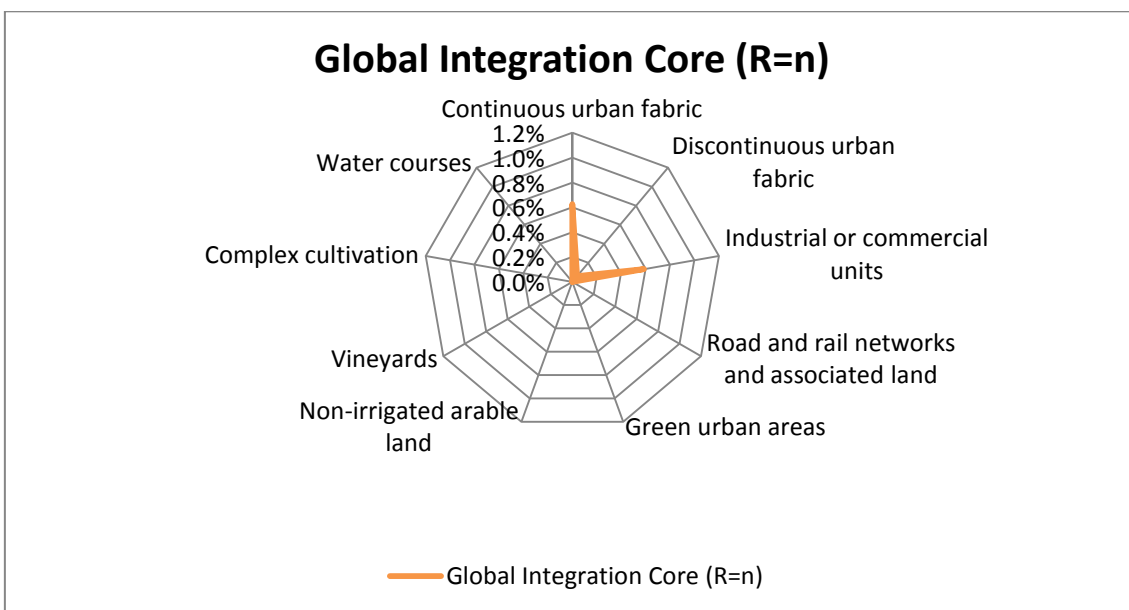 Global Integration Core (R=n)
Continuous urban fabric
1.2%
1.0%
0.8%
0.6%
0.4%
0.2%
0.0%
Discontinuous urban
fabric
Industrial or commercial
units
Road and rail networks
and associated land
Green urban areas
Non-irrigated arable
land
Vineyards
Complex cultivation
Water courses
Global Integration Core (R=n)